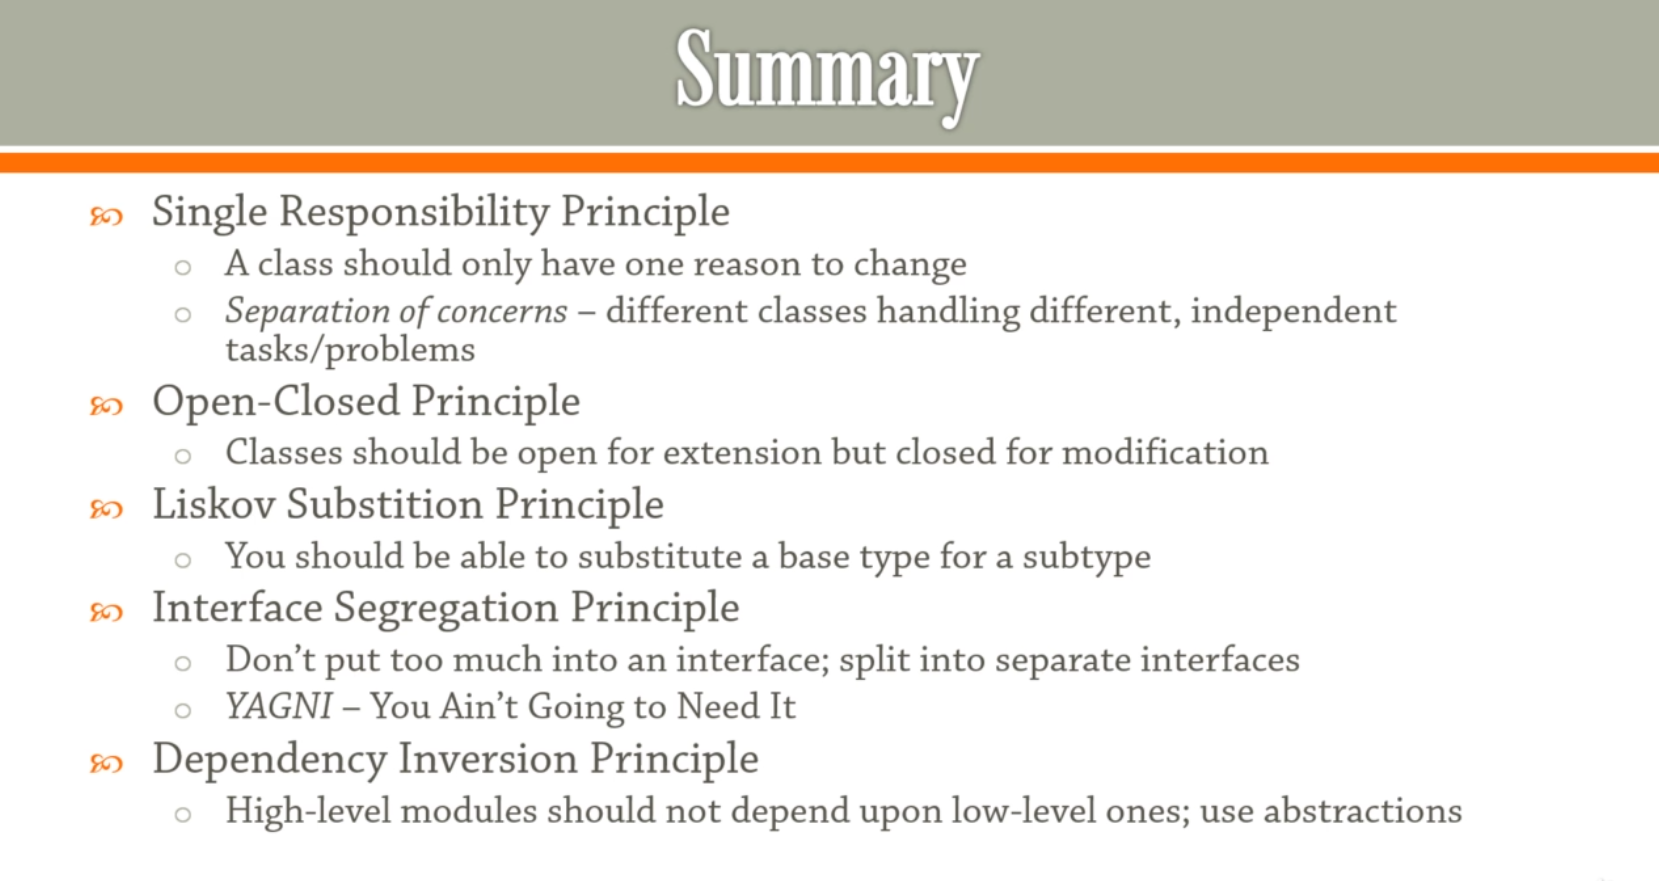 Summary
Single Responsibility Principle
A class should only have one reason to change
Separation of concerns – different classes handling different, independent
tasks/problems
Open-Closed Principle
Classes should be open for extension but closed for modification
Liskov Substition Principle
You should be able to substitute a base type for a subtype
Interface Segregation Principle
Don’t put too much into an interface; split into separate interfaces
YAGNI – You Ain’t Going to Need It
Dependency Inversion Principle
High-level modules should not depend upon low-level ones; use abstractions